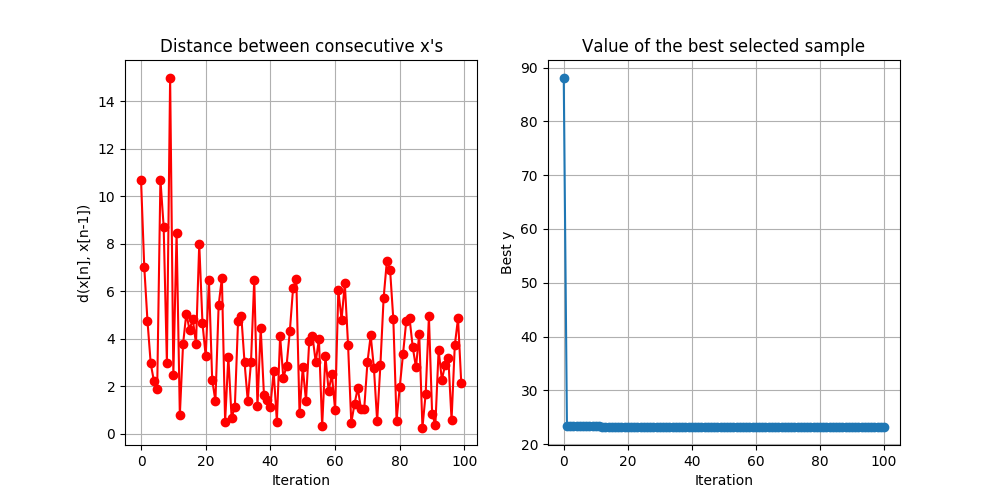 Distance between consecutive x's
d(x[n], x[n-1])
14
12
10
8
6
4
2
0
0 20 40 60 80 100
Iteration
Value of the best selected sample
Best y
90
80
70
60
50
40
30
20
0 20 40 60 80 100
Iteration